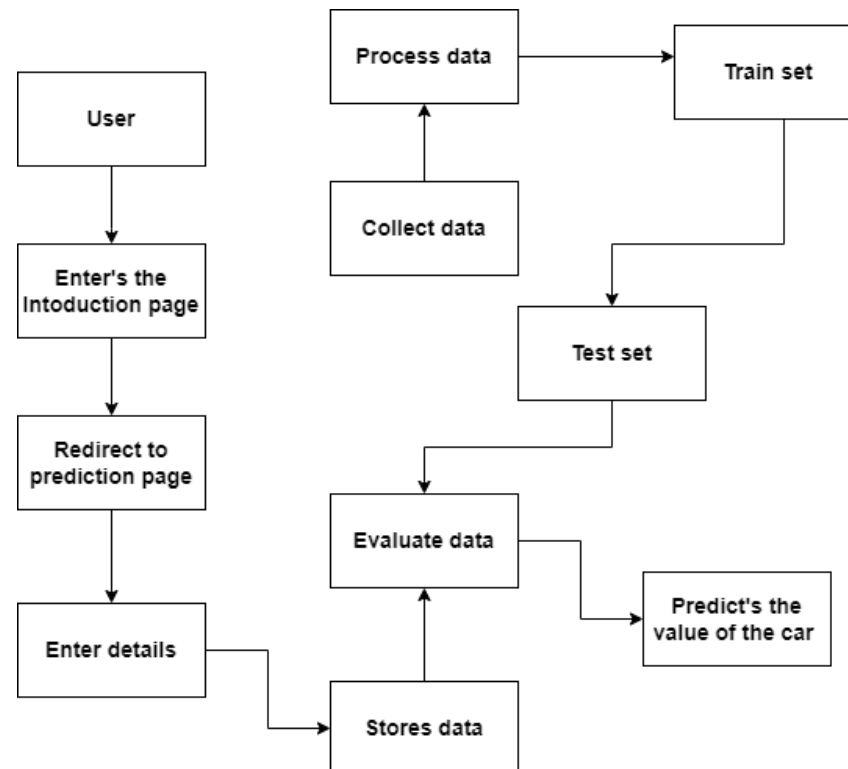 Process data
Train set
User
Collect data
Enter's the
Intoduction page
Test set
Redirect to
prediction page
Evaluate data
Predict's the
value of the car
Enter details
Stores data